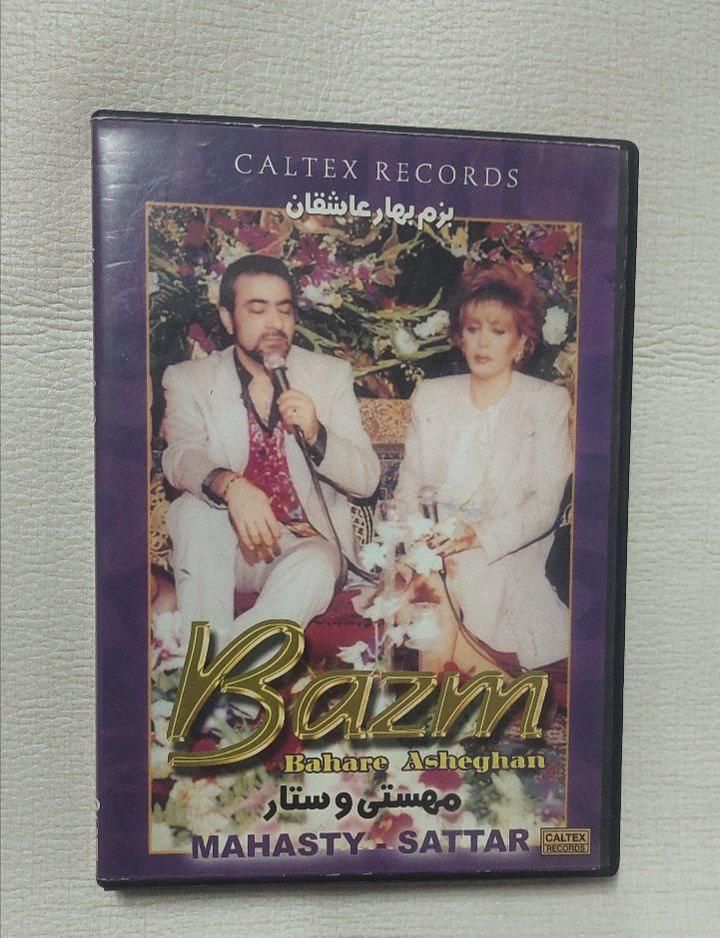 CALTEX RECORDS
بزم بهار عاشقان
Bazm
Bahare Asheghan
مهستی و ستار
MAHASTY - SATTAR
CALTEX
RECORDS